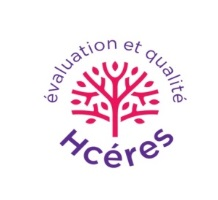 évaluation et qualité
Hcéres